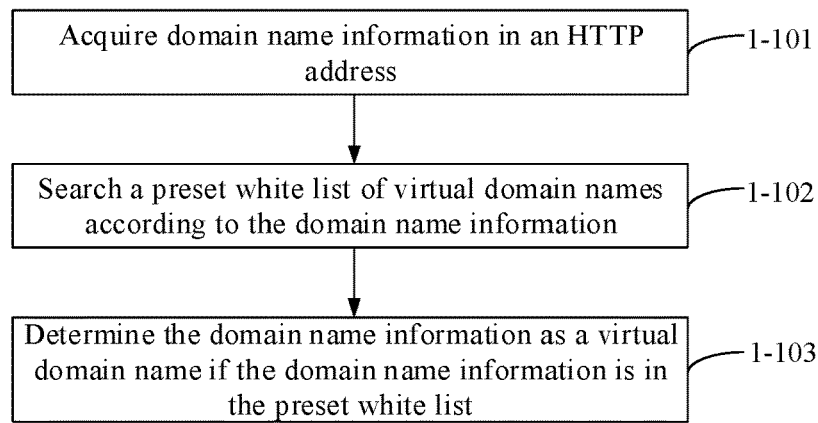 Acquire domain name information in an HTTP
address
1-101
Search a preset white list of virtual domain names
according to the domain name information
1-102
Determine the domain name information as a virtual
domain name if the domain name information is in
the preset white list
1-103